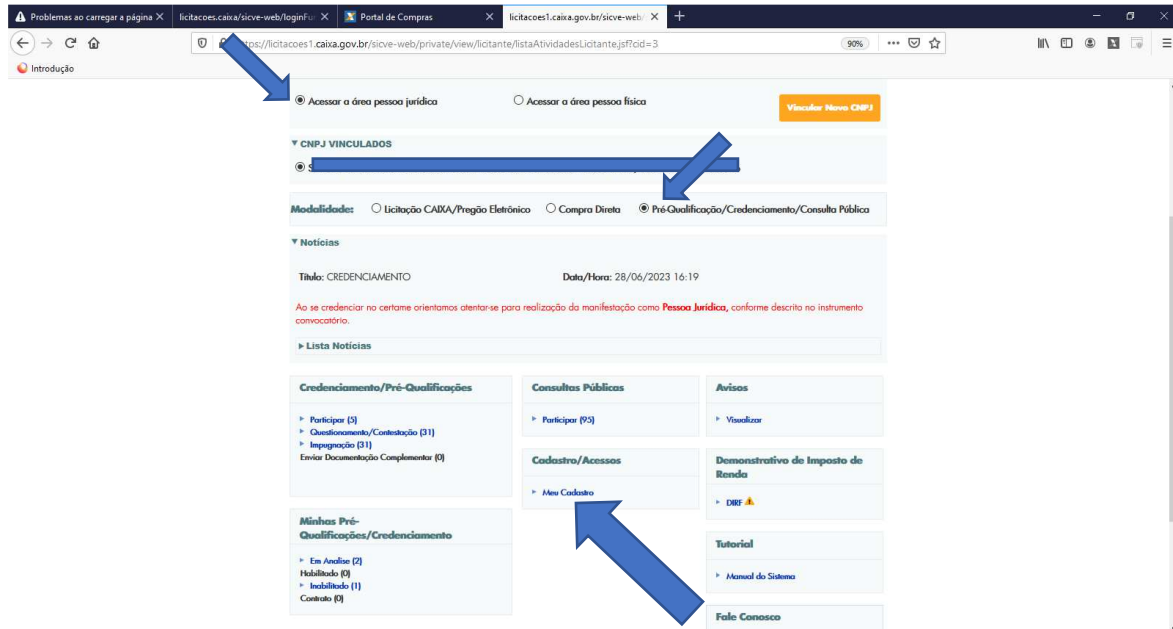 Problemas ao carregar a página
licitacoes.caixa/sicve-web/loginFu
Portal de Compras
licitacoes1.caixa.gov.br/sicve-web/
https://licitacoes1.caixa.gov.br/sicve-web/private/view/licitante/listaAtividadesLicitante.jsf?cid=3
90%
Introdução
Acessar a área pessoa jurídica
Acessar a área pessoa física
Vincular Novo CNPJ
CNPJ VINCULADOS
Modalidade: Licitação CAIXA/Pregão Eletrônico Compra Direta Pré-Qualificação/Credenciamento/Consulta Pública
Notícias
Título: CREDENCIAMENTO Data/Hora: 28/06/2023 16:19
Ao se credenciar no certame orientamos atentar-se para realização da manifestação como Pessoa Jurídica, conforme descrito no instrumento
convocatório.
Lista Notícias
Credenciamento/Pré-Qualificações
Participar (5)
Questionamento/Contestação (31)
Impugnação (31)
Enviar Documentação Complementar (0)
Consultas Públicas
Participar (95)
Avisos
Visualizar
Cadastro/Acessos
Meu Cadastro
Demonstrativo de Imposto de
Renda
DIRF
Minhas Pré-
Qualificações/Credenciamento
Em Analise (2)
Habilitado (0)
Inabilitado (1)
Contrato (0)
Tutorial
Manual do Sistema
Fale Conosco